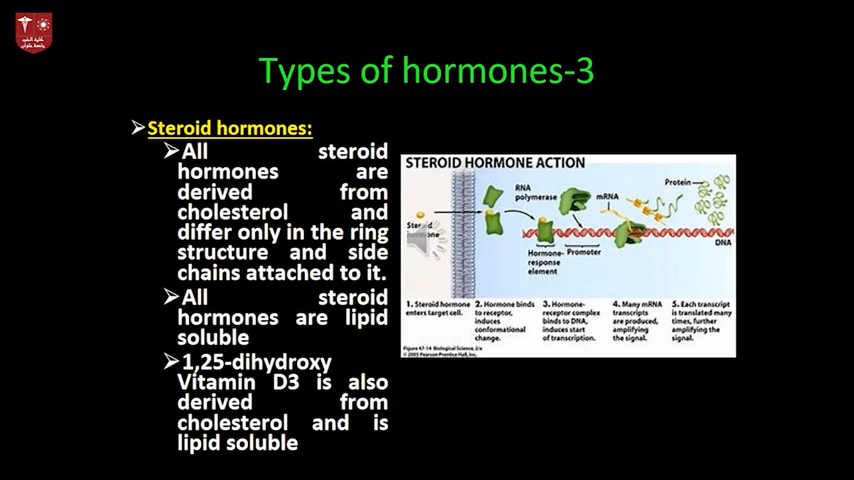 كلية الطب
جامعة حلوان
Types of hormones-3
➢Steroid hormones:
➢All steroid
hormones are
derived from
cholesterol and
differ only in the ring
structure and side
chains attached to it.
➢All steroid
hormones are lipid
soluble
➢1,25-dihydroxy
Vitamin D3 is also
derived from
cholesterol and is
lipid soluble
STEROID HORMONE ACTION
Steroid
hormone
RNA
polymerase
mRNA
Protein
DNA
Hormone-
response
element
Promoter
1. Steroid hormone
enters target cell.
2. Hormone binds
to receptor,
induces
conformational
change.
3. Hormone-
receptor complex
binds to DNA,
induces start
of transcription.
4. Many mRNA
transcripts
are produced,
amplifying
the signal.
5. Each transcript
is translated many
times, further
amplifying the
signal.
Figure 47-14 Biological Science, 2/e
© 2005 Pearson Prentice Hall, Inc.